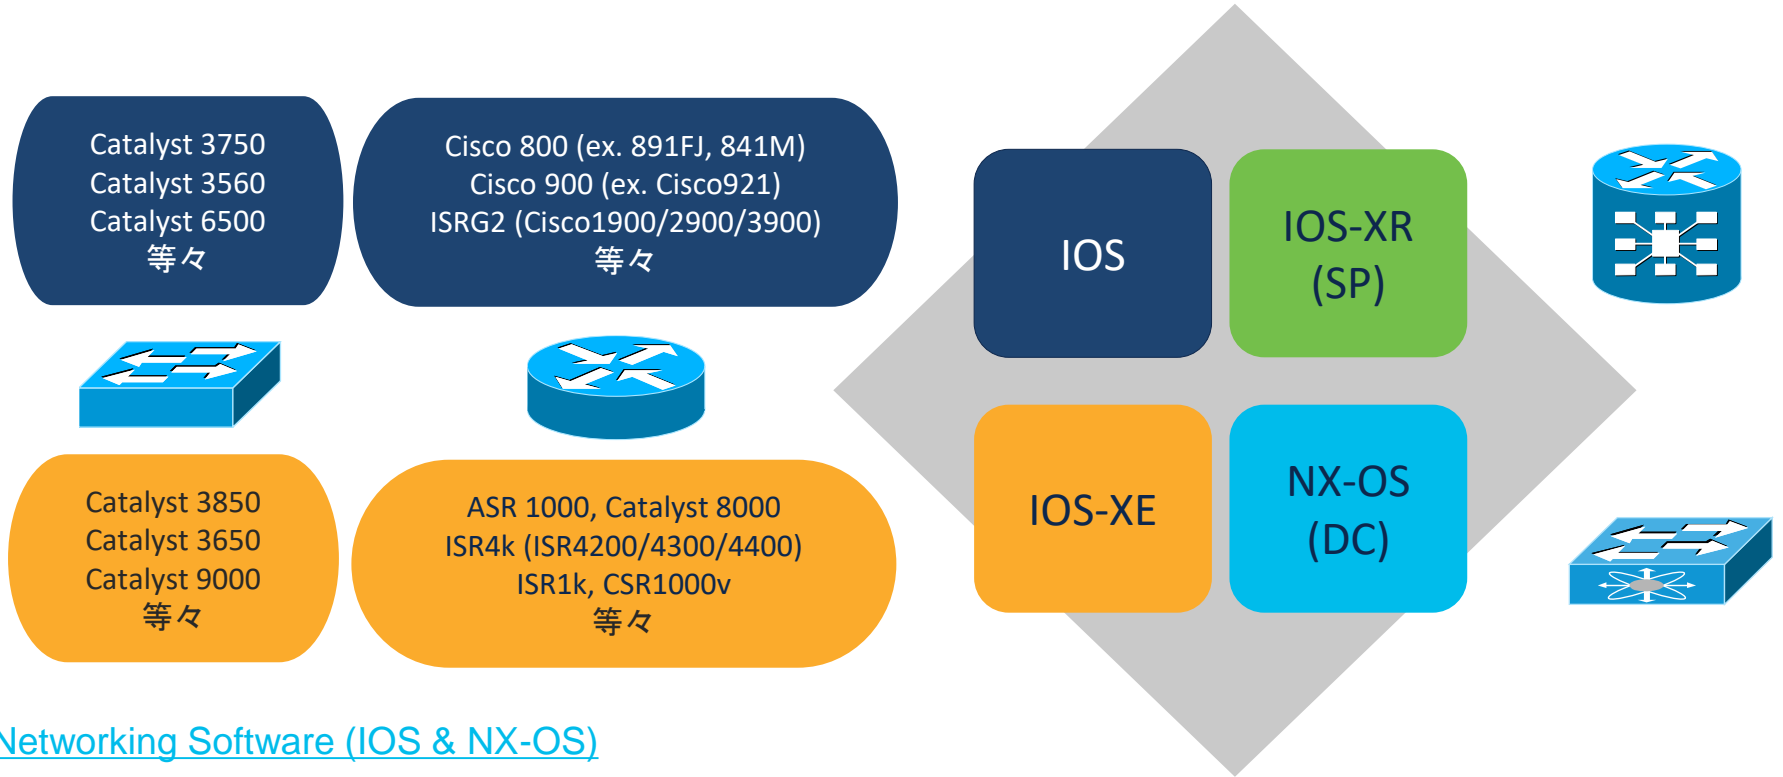 Catalyst 3750
Catalyst 3560
Catalyst 6500
等々
Cisco 800 (ex. 891FJ, 841M)
Cisco 900 (ex. Cisco921)
ISRG2 (Cisco1900/2900/3900)
等々
IOS
IOS-XR
(SP)
Catalyst 3850
Catalyst 3650
Catalyst 9000
等々
ASR 1000, Catalyst 8000
ISR4k (ISR4200/4300/4400)
ISR1k, CSR1000v
等々
IOS-XE
NX-OS
(DC)
Networking Software (IOS & NX-OS)